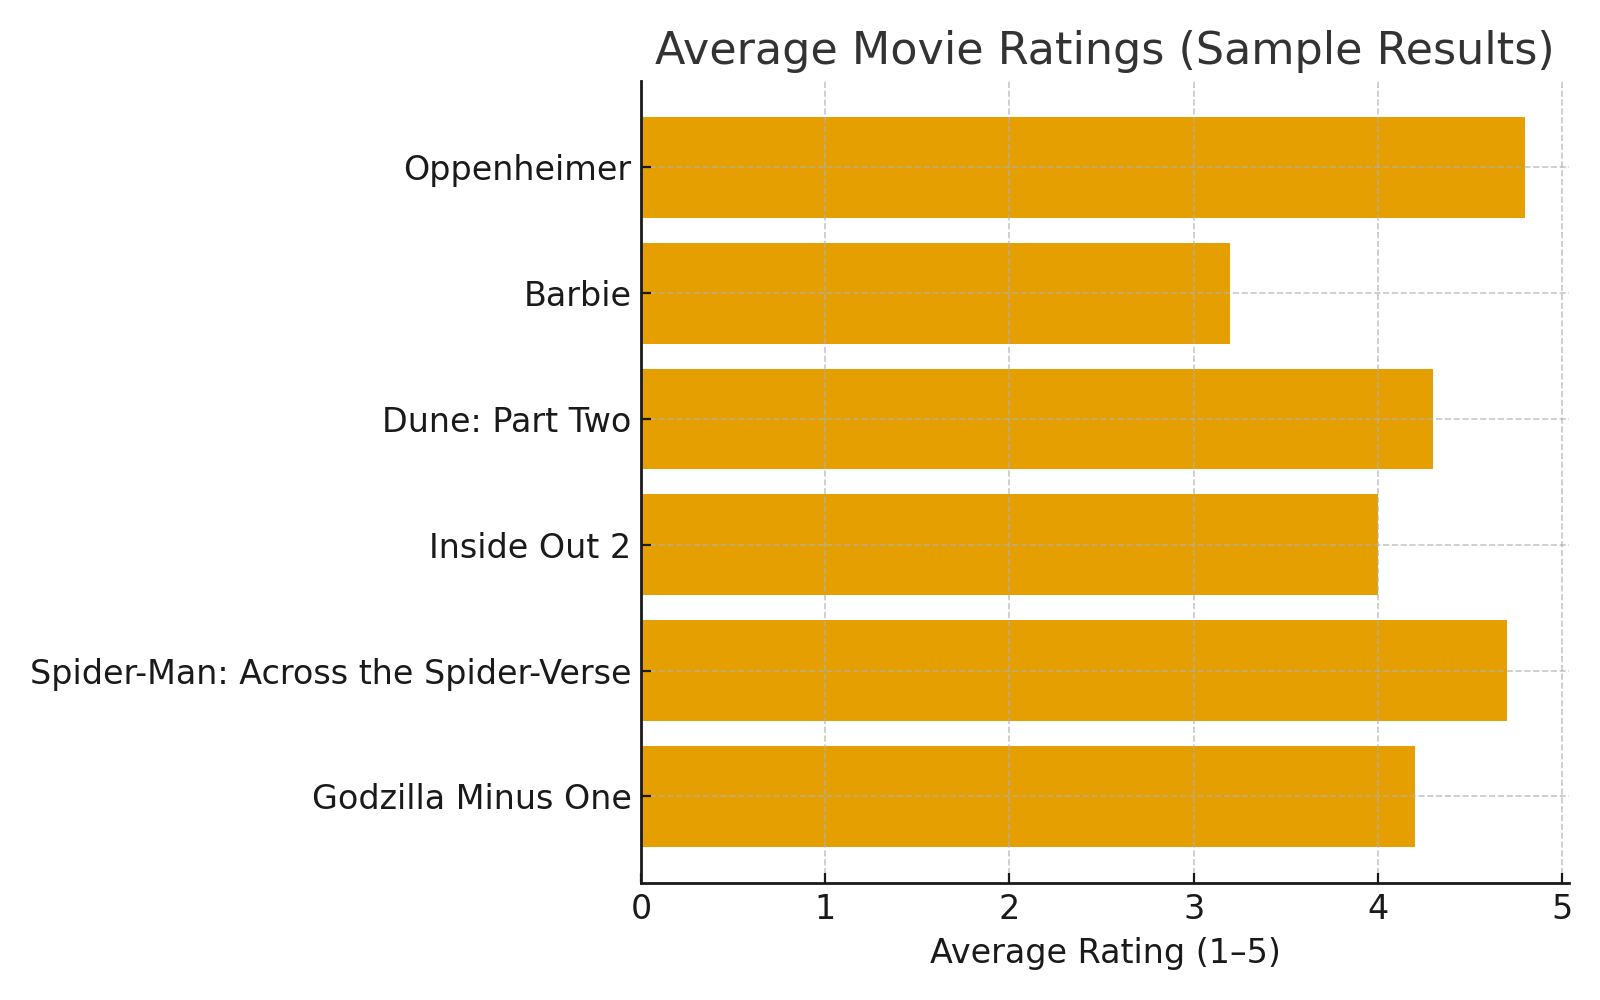 Average Movie Ratings (Sample Results)
Oppenheimer
Barbie
Dune: Part Two
Inside Out 2
Spider-Man: Across the Spider-Verse
Godzilla Minus One
0 1 2 3 4 5
Average Rating (1–5)